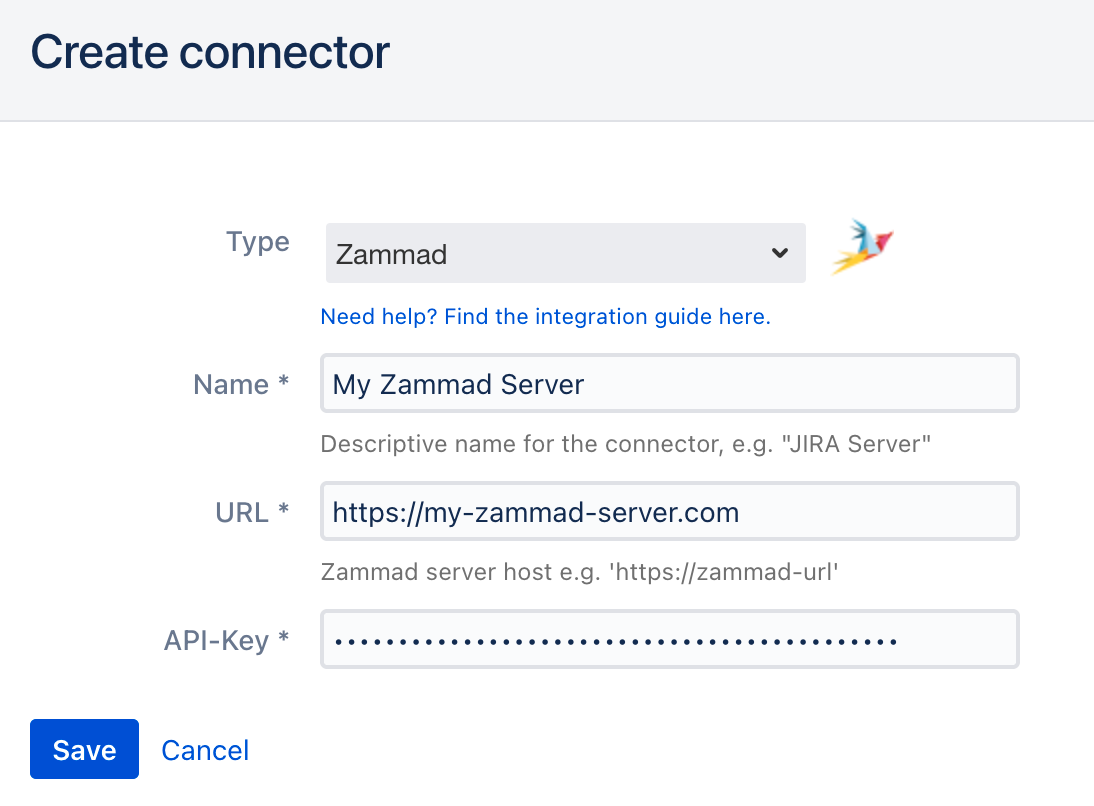 Create connector
Type
Zammad
Need help? Find the integration guide here.
Name *
My Zammad Server
Descriptive name for the connector, e.g. "JIRA Server"
URL *
https://my-zammad-server.com
Zammad server host e.g. 'https://zammad-url'
API-Key *
••••••••••••••••••••••••••••••••••••••••••••
Save Cancel